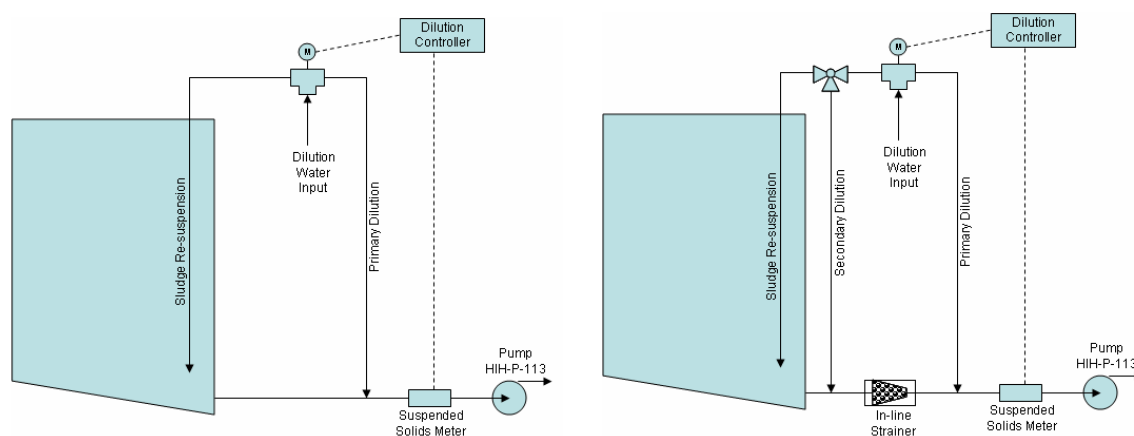 Dilution
Controller
M
Dilution
Water
Input
Sludge Re-suspension
Primary Dilution
Pump
HIH-P-113
Suspended
Solids Meter
Dilution
Controller
M
Dilution
Water
Input
Sludge Re-suspension
Secondary Dilution
Primary Dilution
Pump
HIH-P-113
In-line
Strainer
Suspended
Solids Meter